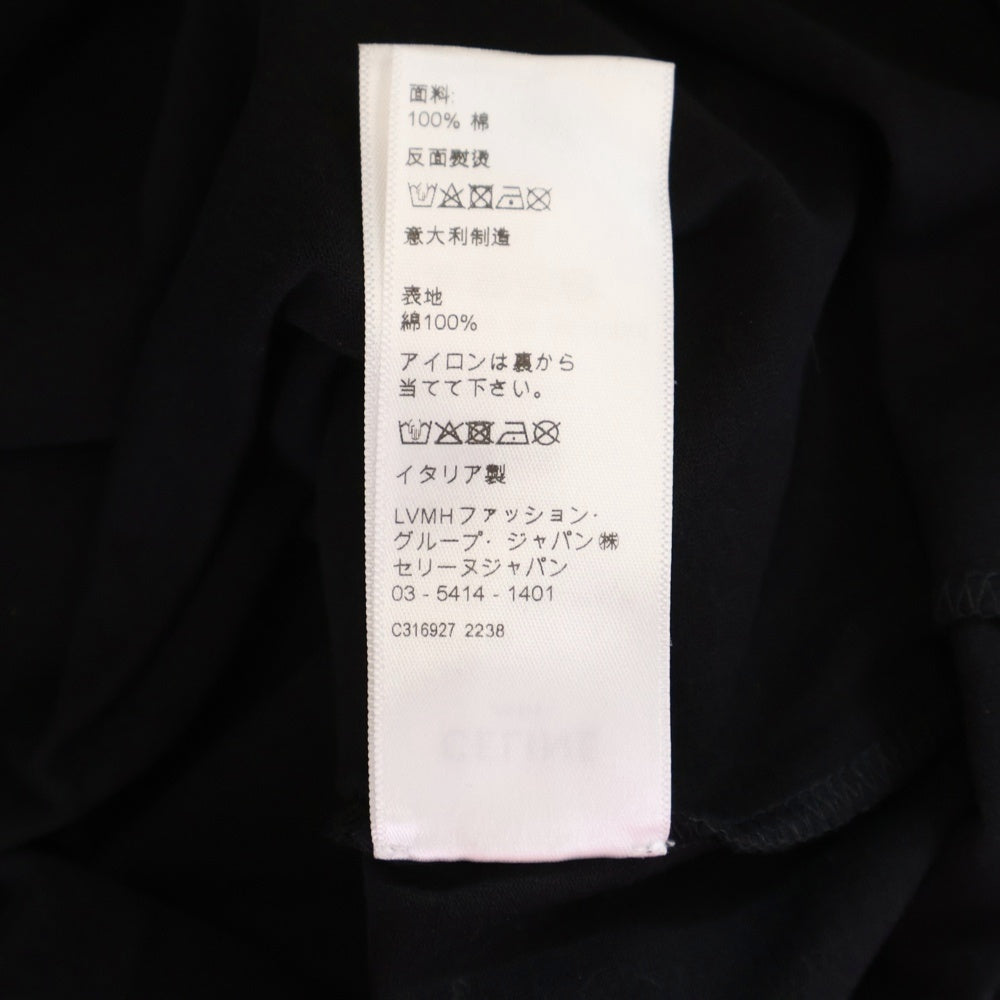 面料:
100% 棉
反面熨烫
意大利制造
表地
綿100%
アイロンは裏から
当てて下さい。
イタリア製
LVMHファッション・
グループ・ジャパン㈱
セリーヌジャパン
03 - 5414 - 1401
C316927 2238
CELINE